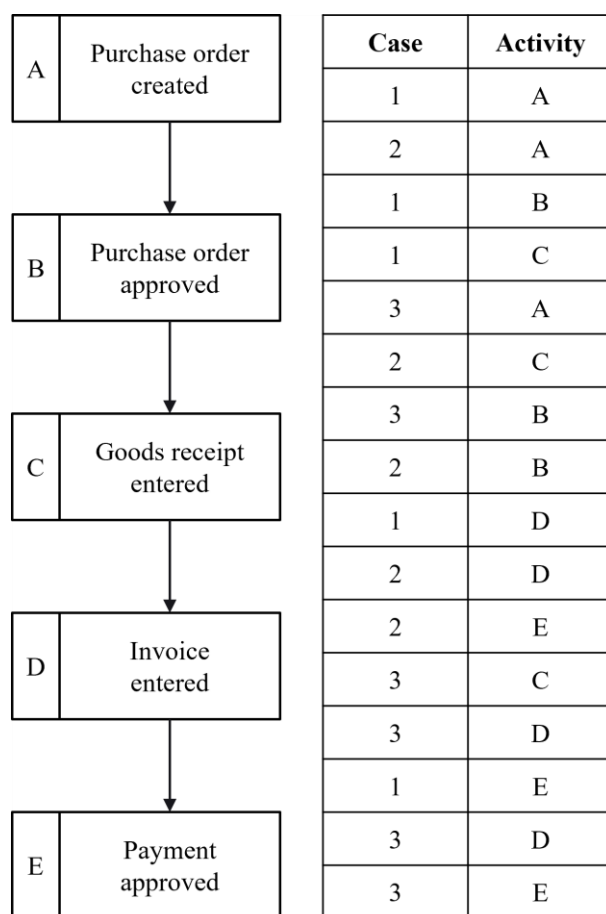 A
Purchase order
created
B
Purchase order
approved
C
Goods receipt
entered
D
Invoice
entered
E
Payment
approved
Case Activity
1 A
2 A
1 B
1 C
3 A
2 C
3 B
2 B
1 D
2 D
2 E
3 C
3 D
1 E
3 D
3 E